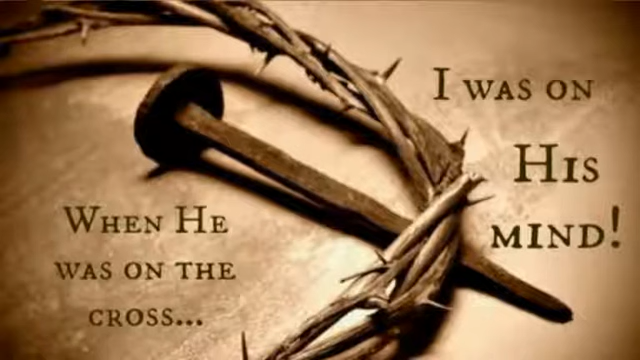 When He
was on the
cross...
I was on
His
mind!